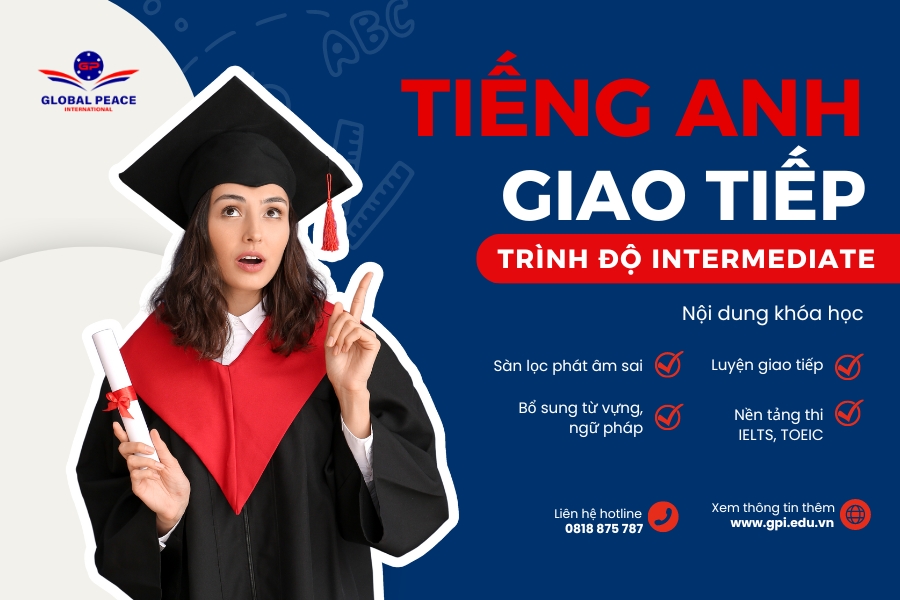 GP
GLOBAL PEACE
INTERNATIONAL
ABC
TIẾNG ANH
GIAO TIẾP
TRÌNH ĐỘ INTERMEDIATE
Nội dung khóa học
Sàn lọc phát âm sai
Luyện giao tiếp
Bổ sung từ vựng,
ngữ pháp
Nền tảng thi
IELTS, TOEIC
Liên hệ hotline
0818 875 787
Xem thông tin thêm
www.gpi.edu.vn